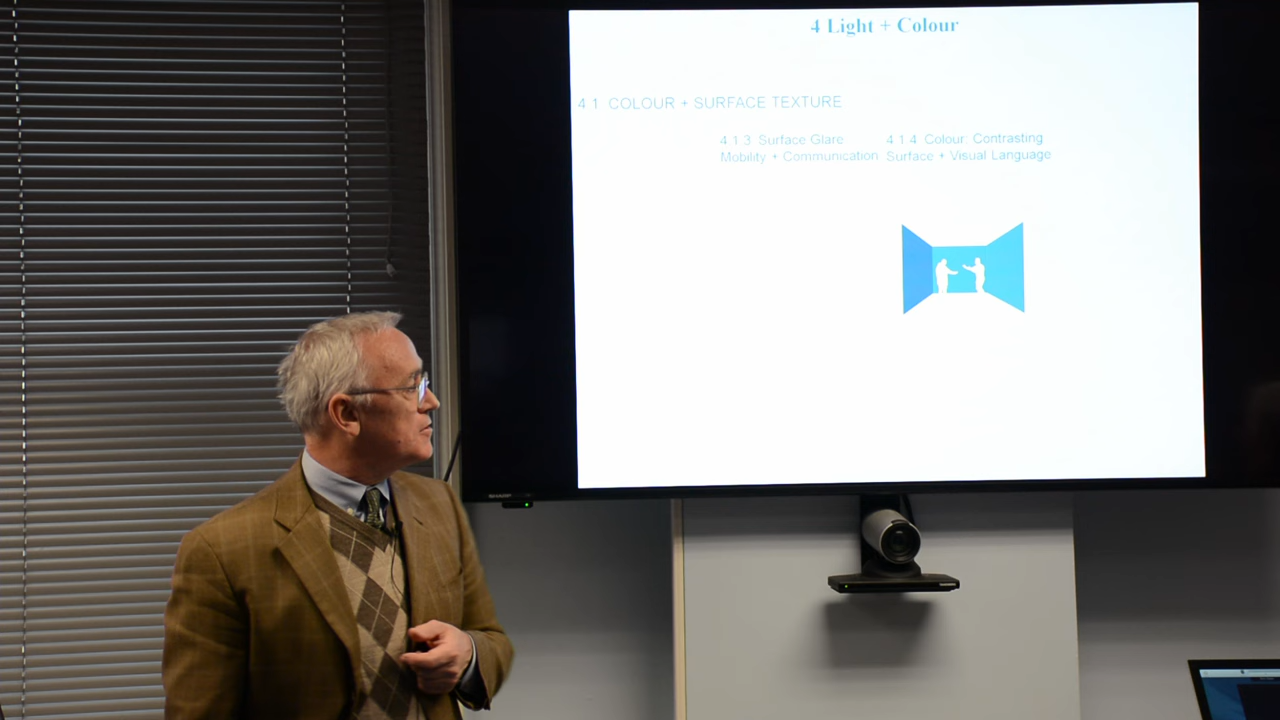 4 Light + Colour
4.1 COLOUR + SURFACE TEXTURE
4.1.3 Surface Glare
Mobility + Communication
4.1.4 Colour: Contrasting
Surface + Visual Language
SHARP